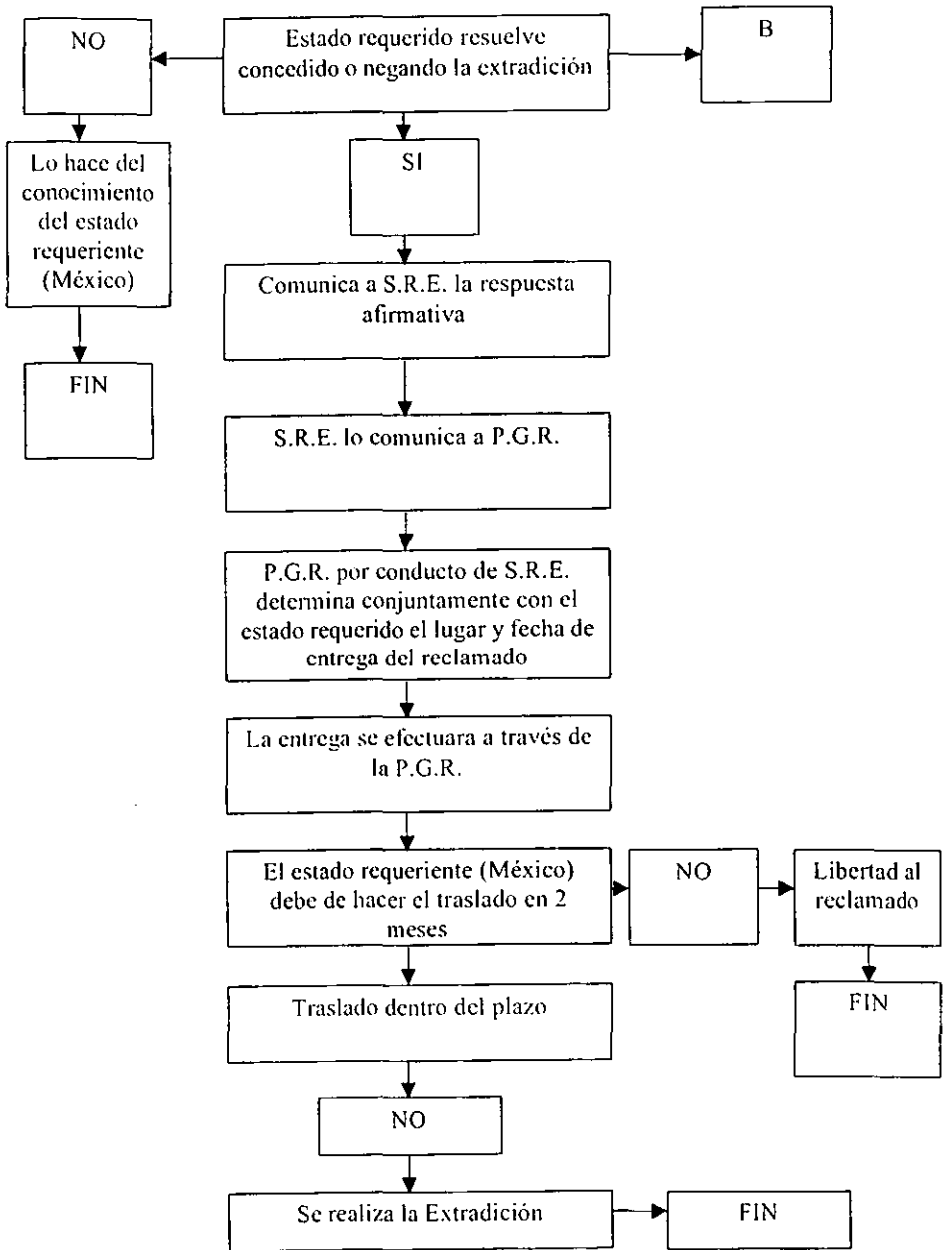 NO
Estado requerido resuelve
concedido o negando la extradición
B
Lo hace del
conocimiento
del estado
requeriente
(México)
FIN
SI
Comunica a S.R.E. la respuesta
afirmativa
S.R.E. lo comunica a P.G.R.
P.G.R. por conducto de S.R.E.
determina conjuntamente con el
estado requerido el lugar y fecha de
entrega del reclamado
La entrega se efectuara a través de
la P.G.R.
El estado requeriente (México)
debe de hacer el traslado en 2
meses
NO
Libertad al
reclamado
FIN
Traslado dentro del plazo
NO
Se realiza la Extradición
FIN